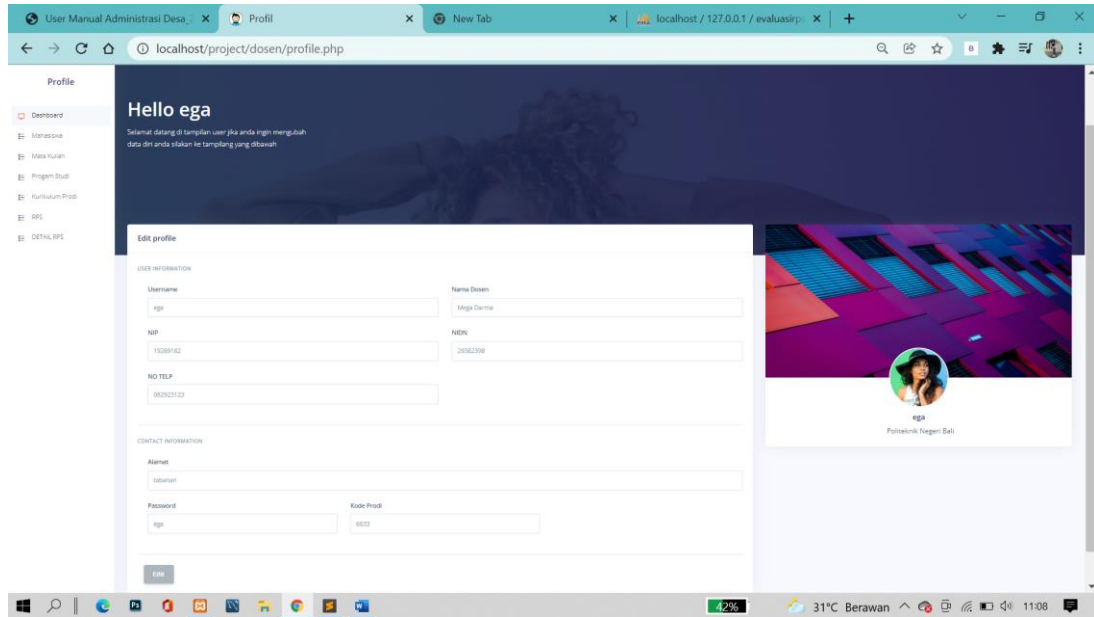 User Manual Administrasi Desa_
Profil
New Tab
localhost / 127.0.0.1 / evaluasirp
localhost/project/dosen/profile.php
Profile
Dashboard
Mahasiswa
Mata Kuliah
Progam Studi
Kurikulum Prodi
RPS
DETAIL RPS
Hello ega
Selamat datang di tampilan user jika anda ingin mengubah
data diri anda silakan ke tampilang yang dibawah
Edit profile
USER INFORMATION
Username
Nama Dosen
ega
Mega Darma
NIP
NIDN
19289182
26982398
NO TELP
082923123
CONTACT INFORMATION
Alamat
tabanan
Password
Kode Prodi
ega
6633
Edit
ega
Politeknik Negeri Bali
42%
31°C Berawan
11:08